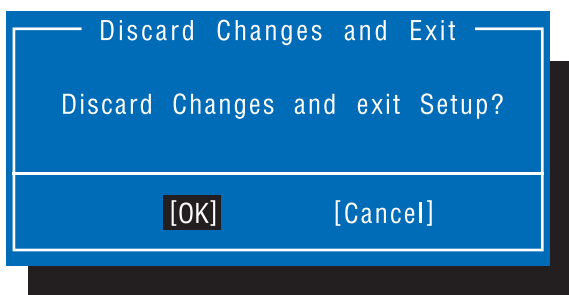 Discard Changes and Exit
Discard Changes and exit Setup?
[OK] [Cancel]